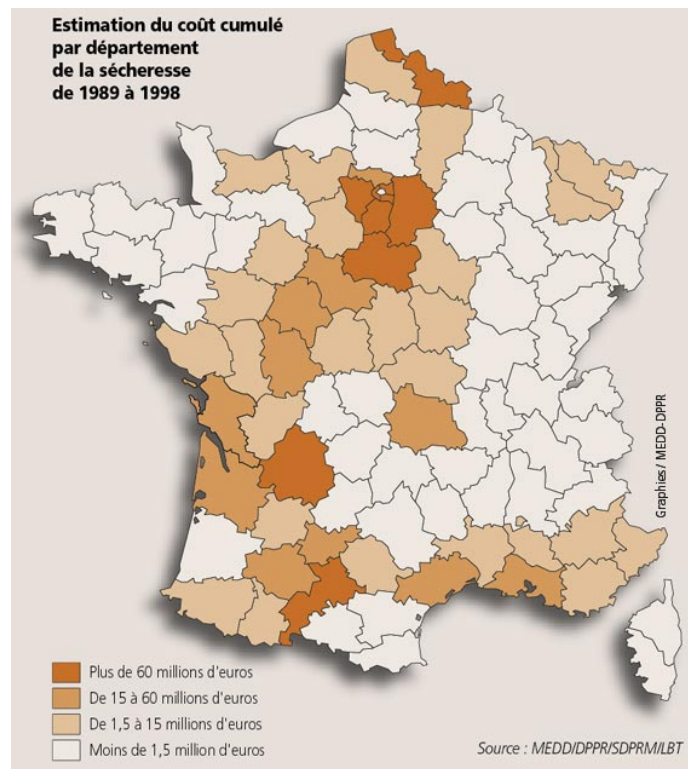 Estimation du coût cumulé
par département
de la sécheresse
de 1989 à 1998
Graphies / MEDD-DPPR
Plus de 60 millions d'euros
De 15 à 60 millions d'euros
De 1,5 à 15 millions d'euros
Moins de 1,5 million d'euros
Source : MEDD/DPPR/SDPRM/LBT